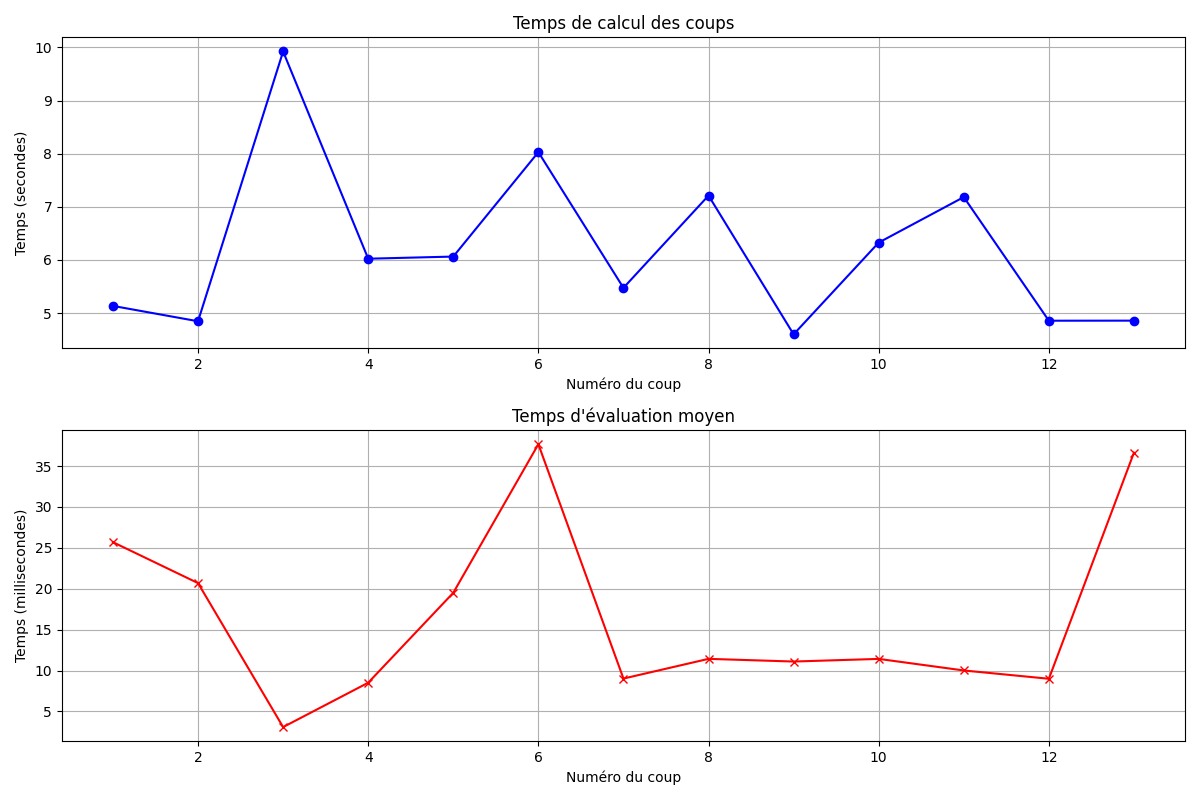 Temps de calcul des coups
10
9
8
7
6
5
Temps (secondes)
2 4 6 8 10 12
Numéro du coup
Temps d'évaluation moyen
35
30
25
20
15
10
5
Temps (millisecondes)
2 4 6 8 10 12
Numéro du coup